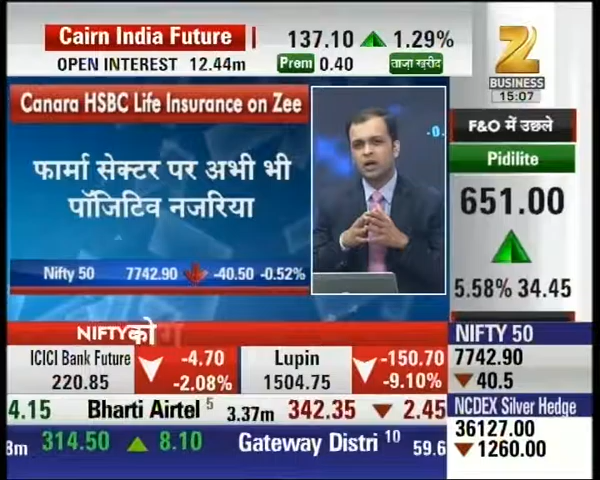 Cairn India Future
137.10 1.29%
OPEN INTEREST 12.44m
Prem 0.40
ताज़ा खरीद
Z
BUSINESS
15:07
Canara HSBC Life Insurance on Zee
फार्मा सेक्टर पर अभी भी
पॉजिटिव नजरिया
-0.
Nifty 50 7742.90 -40.50 -0.52%
F&O में उछले
Pidilite
651.00
5.58% 34.45
NIFTY को
ICICI Bank Future
220.85
-4.70
-2.08%
Lupin
1504.75
-150.70
-9.10%
NIFTY 50
7742.90
40.5
4.15 Bharti Airtel 5 3.37m 342.35 2.45
3m 314.50 8.10 Gateway Distri 10 59.6
NCDEX Silver Hedge
36127.00
1260.00